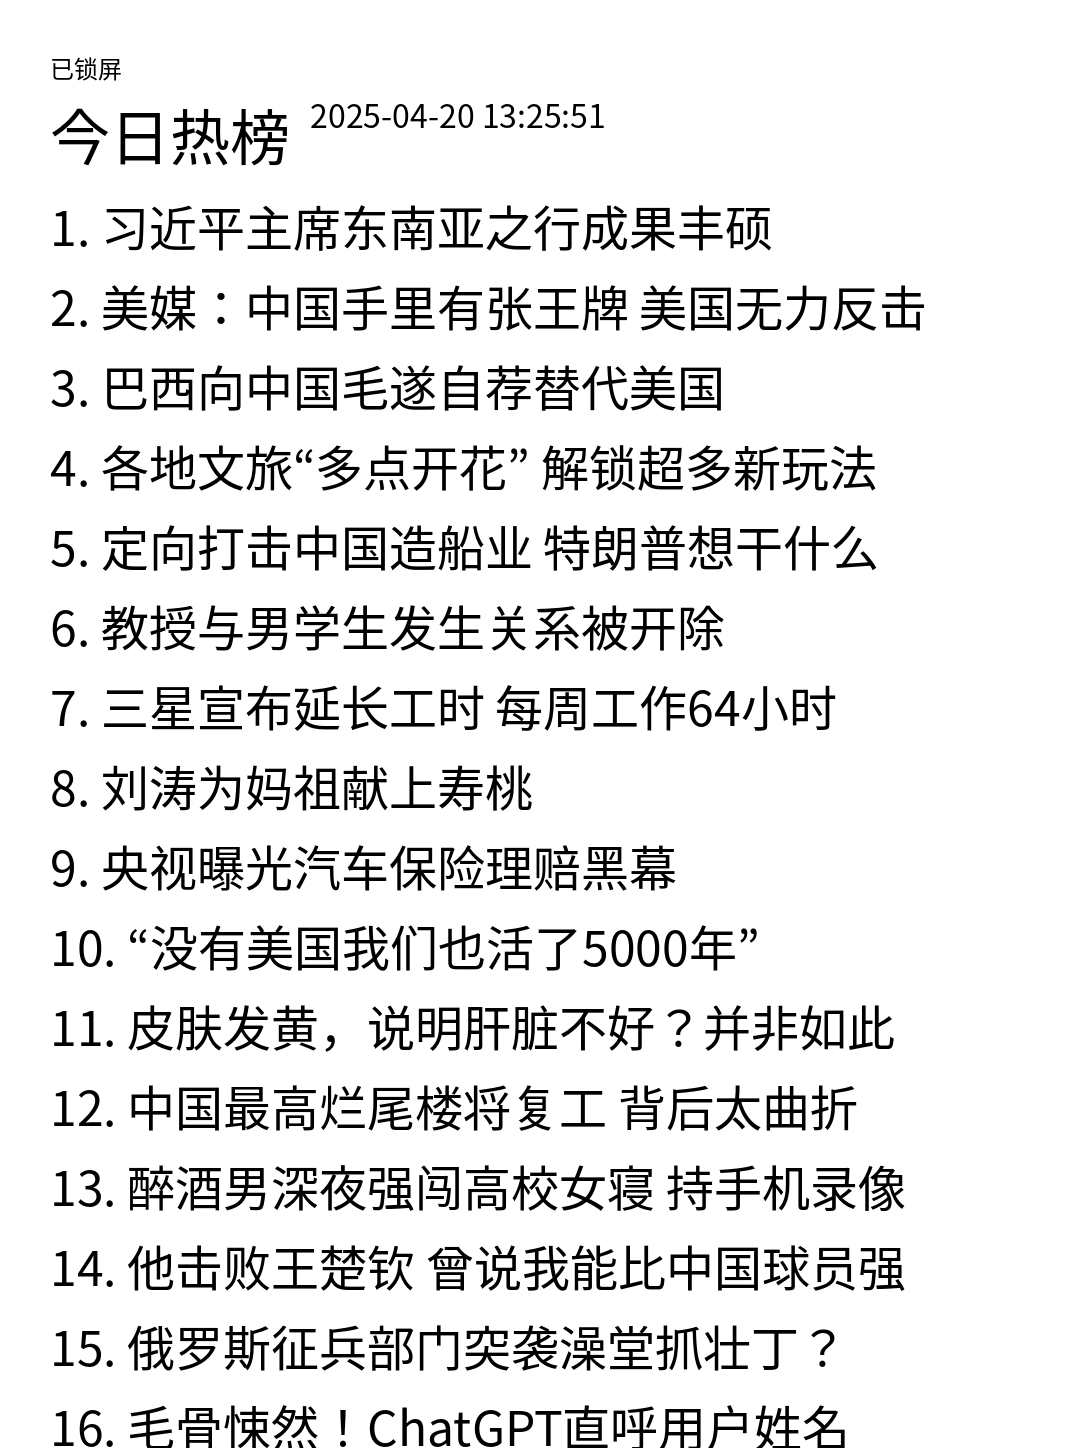 已锁屏
今日热榜 2025-04-20 13:25:51
1. 习近平主席东南亚之行成果丰硕
2. 美媒：中国手里有张王牌 美国无力反击
3. 巴西向中国毛遂自荐替代美国
4. 各地文旅“多点开花” 解锁超多新玩法
5. 定向打击中国造船业 特朗普想干什么
6. 教授与男学生发生关系被开除
7. 三星宣布延长工时 每周工作64小时
8. 刘涛为妈祖献上寿桃
9. 央视曝光汽车保险理赔黑幕
10. “没有美国我们也活了5000年”
11. 皮肤发黄，说明肝脏不好？并非如此
12. 中国最高烂尾楼将复工 背后太曲折
13. 醉酒男深夜强闯高校女寝 持手机录像
14. 他击败王楚钦 曾说我能比中国球员强
15. 俄罗斯征兵部门突袭澡堂抓壮丁？
16. 毛骨悚然！ChatGPT直呼用户姓名